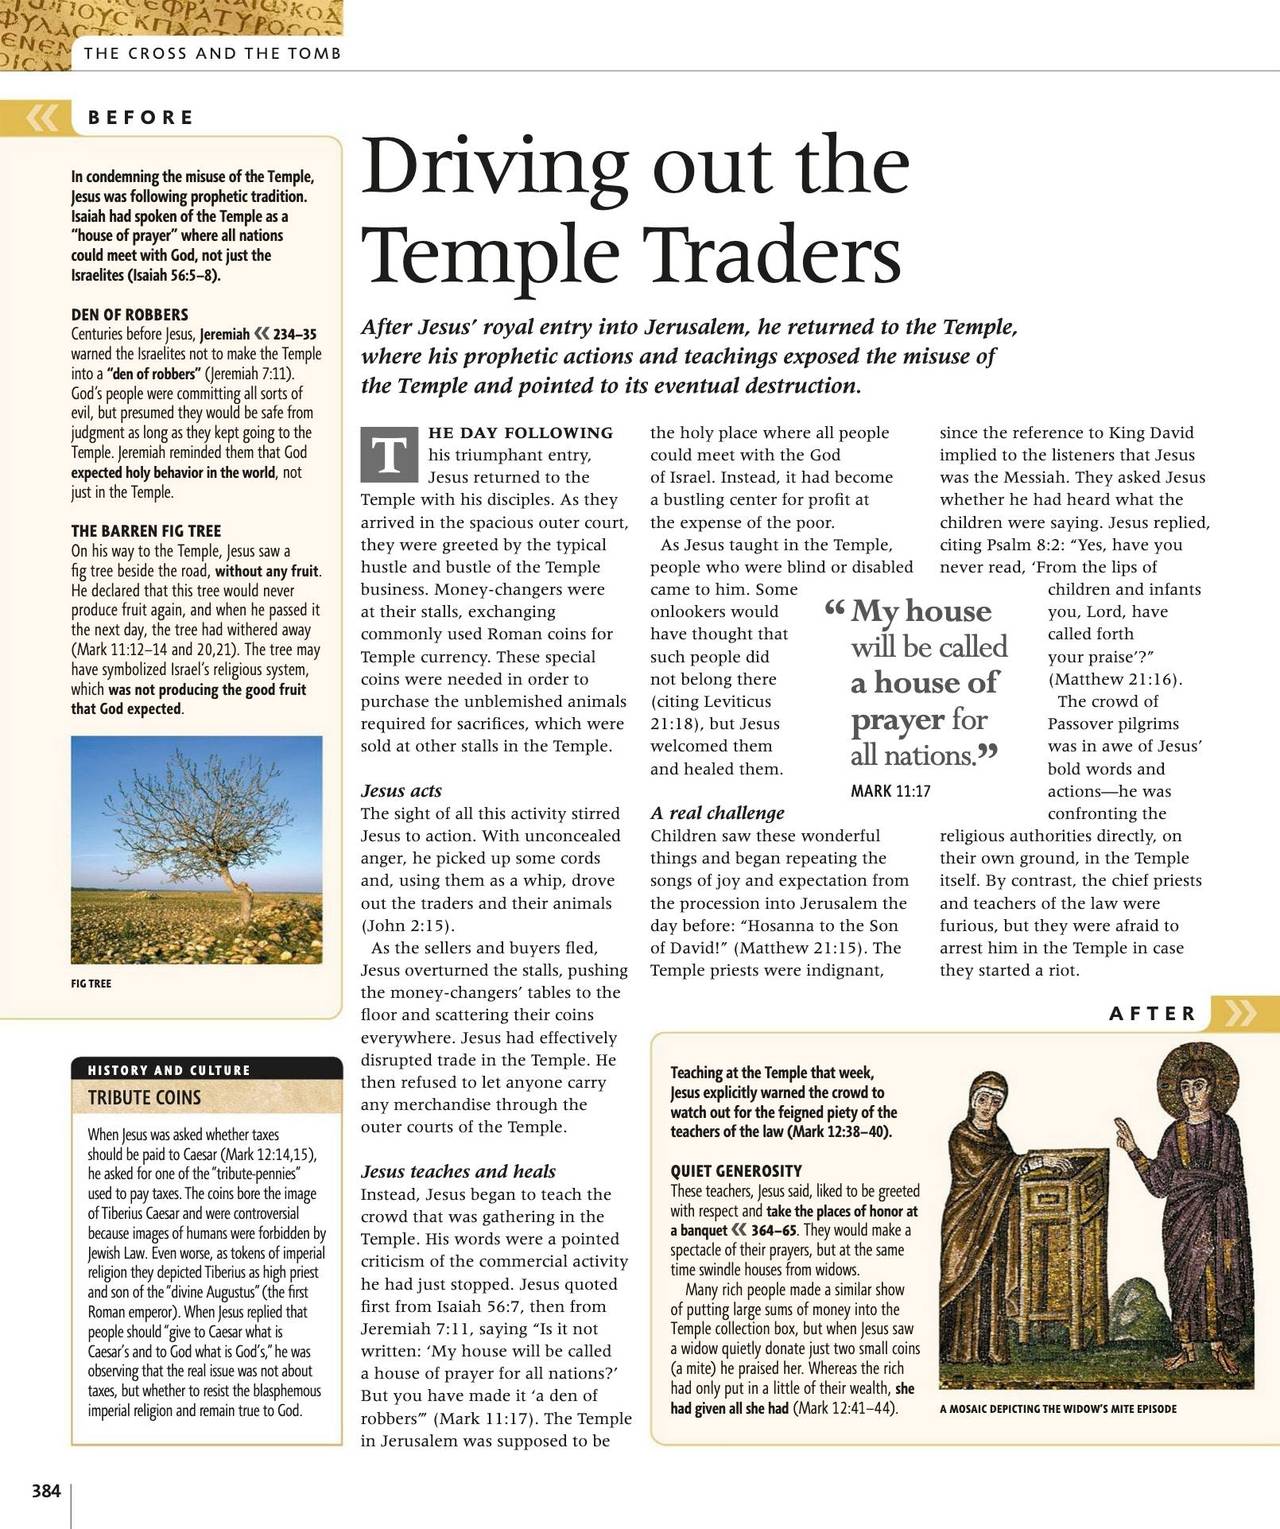 THE CROSS AND THE TOMB
« BEFORE
In condemning the misuse of the Temple,
Jesus was following prophetic tradition.
Isaiah had spoken of the Temple as a
“house of prayer” where all nations
could meet with God, not just the
Israelites (Isaiah 56:5–8).
DEN OF ROBBERS
Centuries before Jesus, Jeremiah « 234–35
warned the Israelites not to make the Temple
into a “den of robbers” (Jeremiah 7:11).
God’s people were committing all sorts of
evil, but presumed they would be safe from
judgment as long as they kept going to the
Temple. Jeremiah reminded them that God
expected holy behavior in the world, not
just in the Temple.
THE BARREN FIG TREE
On his way to the Temple, Jesus saw a
fig tree beside the road, without any fruit.
He declared that this tree would never
produce fruit again, and when he passed it
the next day, the tree had withered away
(Mark 11:12–14 and 20,21). The tree may
have symbolized Israel’s religious system,
which was not producing the good fruit
that God expected.
FIG TREE
HISTORY AND CULTURE
TRIBUTE COINS
When Jesus was asked whether taxes
should be paid to Caesar (Mark 12:14,15),
he asked for one of the “tribute-pennies”
used to pay taxes. The coins bore the image
of Tiberius Caesar and were controversial
because images of humans were forbidden by
Jewish Law. Even worse, as tokens of imperial
religion they depicted Tiberius as high priest
and son of the “divine Augustus” (the first
Roman emperor). When Jesus replied that
people should “give to Caesar what is
Caesar’s and to God what is God’s,” he was
observing that the real issue was not about
taxes, but whether to resist the blasphemous
imperial religion and remain true to God.
Driving out the
Temple Traders
After Jesus’ royal entry into Jerusalem, he returned to the Temple,
where his prophetic actions and teachings exposed the misuse of
the Temple and pointed to its eventual destruction.
THE DAY FOLLOWING
his triumphant entry,
Jesus returned to the
Temple with his disciples. As they
arrived in the spacious outer court,
they were greeted by the typical
hustle and bustle of the Temple
business. Money-changers were
at their stalls, exchanging
commonly used Roman coins for
Temple currency. These special
coins were needed in order to
purchase the unblemished animals
required for sacrifices, which were
sold at other stalls in the Temple.
Jesus acts
The sight of all this activity stirred
Jesus to action. With unconcealed
anger, he picked up some cords
and, using them as a whip, drove
out the traders and their animals
(John 2:15).
As the sellers and buyers fled,
Jesus overturned the stalls, pushing
the money-changers’ tables to the
floor and scattering their coins
everywhere. Jesus had effectively
disrupted trade in the Temple. He
then refused to let anyone carry
any merchandise through the
outer courts of the Temple.
Jesus teaches and heals
Instead, Jesus began to teach the
crowd that was gathering in the
Temple. His words were a pointed
criticism of the commercial activity
he had just stopped. Jesus quoted
first from Isaiah 56:7, then from
Jeremiah 7:11, saying “Is it not
written: ‘My house will be called
a house of prayer for all nations?’
But you have made it ‘a den of
robbers’” (Mark 11:17). The Temple
in Jerusalem was supposed to be
the holy place where all people
could meet with the God
of Israel. Instead, it had become
a bustling center for profit at
the expense of the poor.
As Jesus taught in the Temple,
people who were blind or disabled
came to him. Some
onlookers would
have thought that
such people did
not belong there
(citing Leviticus
21:18), but Jesus
welcomed them
and healed them.
A real challenge
Children saw these wonderful
things and began repeating the
songs of joy and expectation from
the procession into Jerusalem the
day before: “Hosanna to the Son
of David!” (Matthew 21:15). The
Temple priests were indignant,
“My house
will be called
a house of
prayer for
all nations.”
MARK 11:17
since the reference to King David
implied to the listeners that Jesus
was the Messiah. They asked Jesus
whether he had heard what the
children were saying. Jesus replied,
citing Psalm 8:2: “Yes, have you
never read, ‘From the lips of
children and infants
you, Lord, have
called forth
your praise’?”
(Matthew 21:16).
The crowd of
Passover pilgrims
was in awe of Jesus’
bold words and
actions—he was
confronting the
religious authorities directly, on
their own ground, in the Temple
itself. By contrast, the chief priests
and teachers of the law were
furious, but they were afraid to
arrest him in the Temple in case
they started a riot.
AFTER »
Teaching at the Temple that week,
Jesus explicitly warned the crowd to
watch out for the feigned piety of the
teachers of the law (Mark 12:38–40).
QUIET GENEROSITY
These teachers, Jesus said, liked to be greeted
with respect and take the places of honor at
a banquet « 364–65. They would make a
spectacle of their prayers, but at the same
time swindle houses from widows.
Many rich people made a similar show
of putting large sums of money into the
Temple collection box, but when Jesus saw
a widow quietly donate just two small coins
(a mite) he praised her. Whereas the rich
had only put in a little of their wealth, she
had given all she had (Mark 12:41–44).
A MOSAIC DEPICTING THE WIDOW’S MITE EPISODE
384